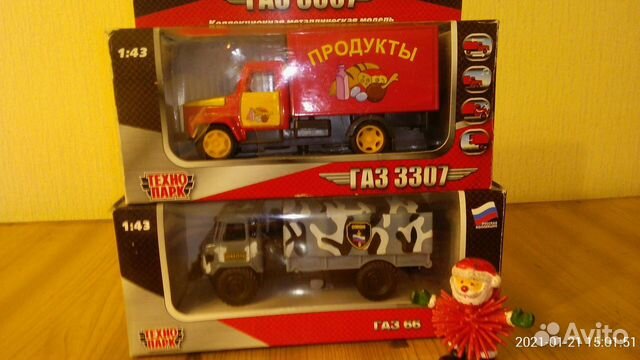 ГАЗ 3307
Коллекционная металлическая модель
1:43
ПРОДУКТЫ
ТЕХНО
ПАРК
ГАЗ 3307
1:43
ТЕХНО
ПАРК
ГАЗ 66
Avito
2021-01-21 15:01:51